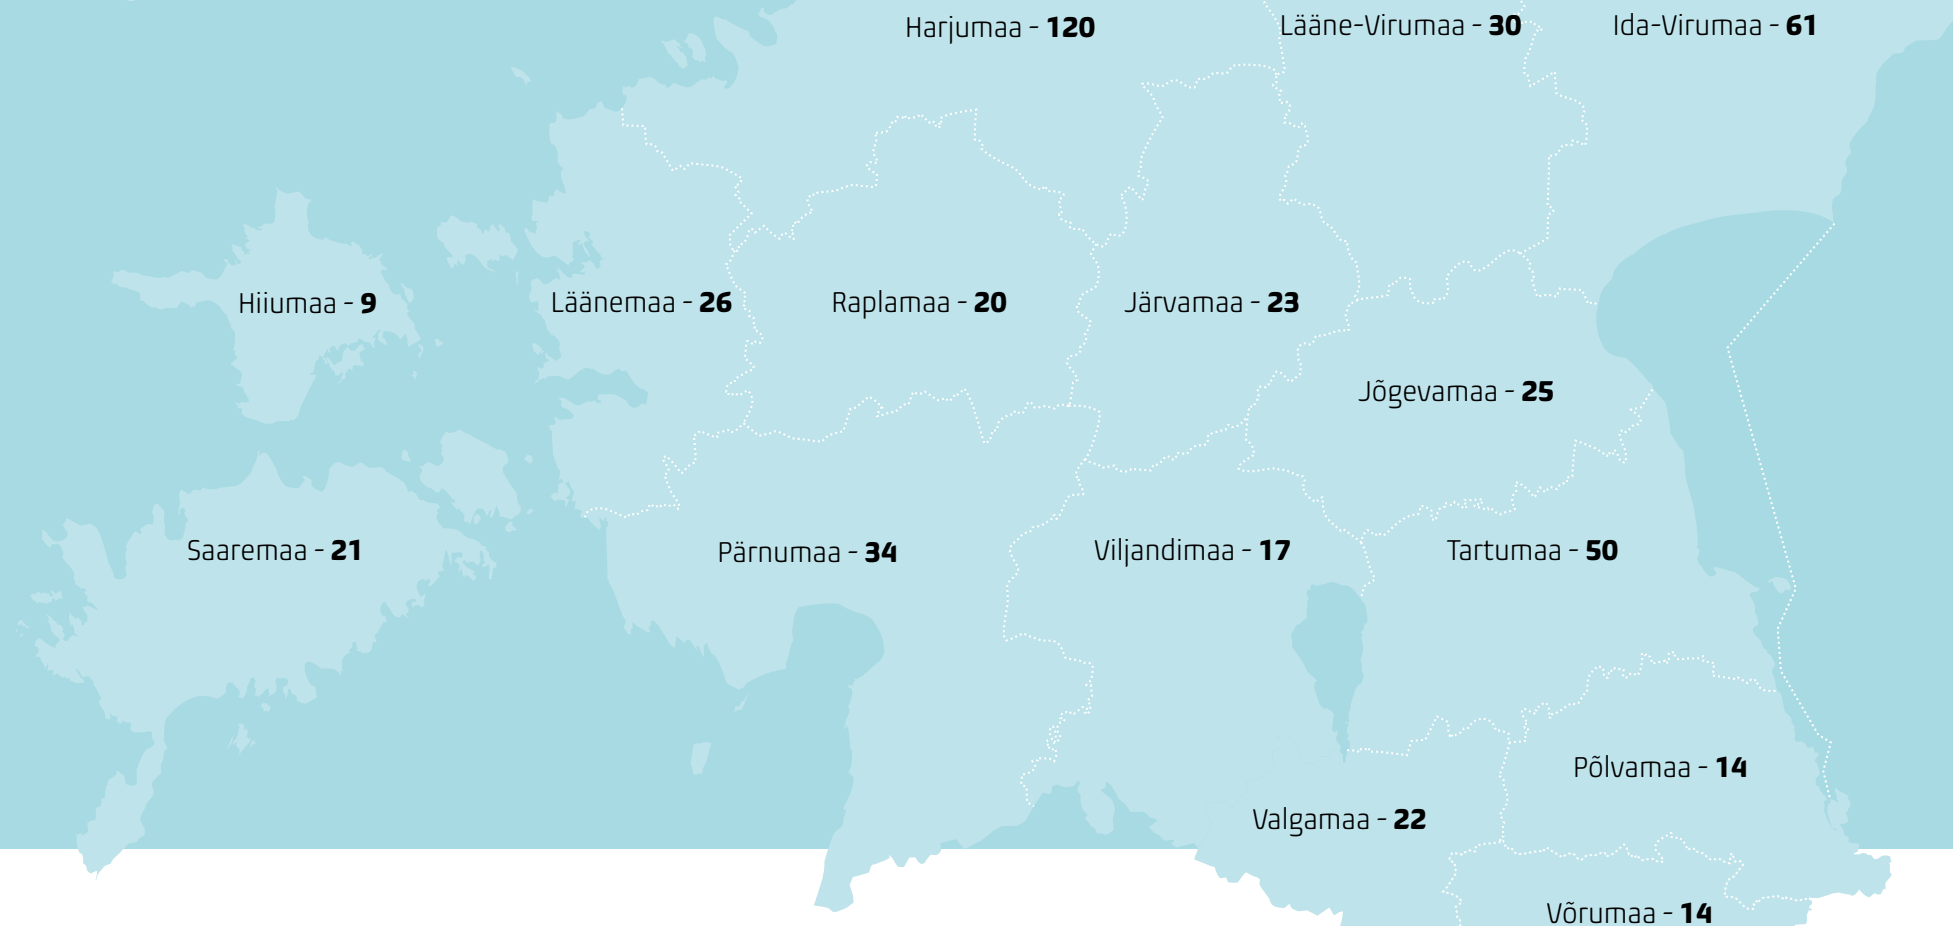 Harjumaa - 120
Lääne-Virumaa - 30
Ida-Virumaa - 61
Hiiumaa - 9
Läänemaa - 26
Raplamaa - 20
Järvamaa - 23
Jõgevamaa - 25
Saaremaa - 21
Pärnumaa - 34
Viljandimaa - 17
Tartumaa - 50
Põlvamaa - 14
Valgamaa - 22
Võrumaa - 14